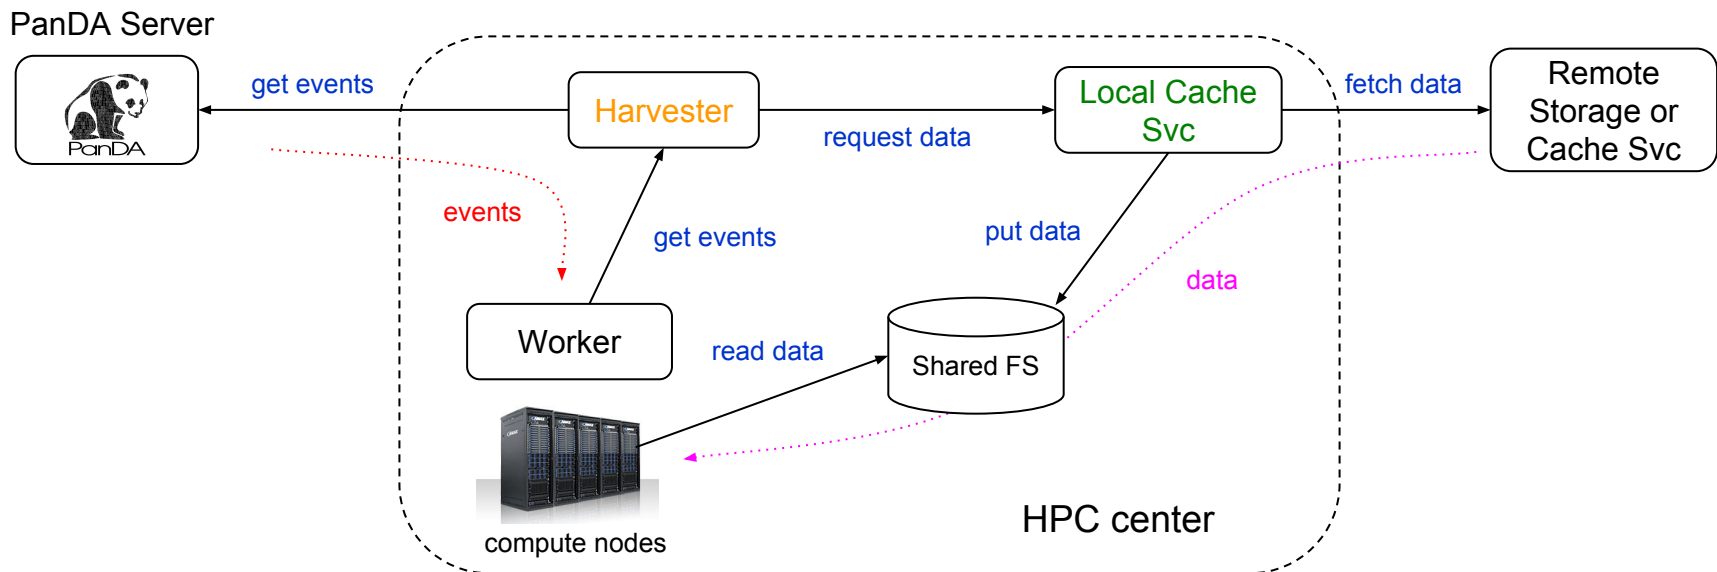 PanDA Server
PanDA
get events
Harvester
request data
Local Cache
Svc
fetch data
Remote
Storage or
Cache Svc
events
get events
put data
data
Worker
read data
Shared FS
compute nodes
HPC center